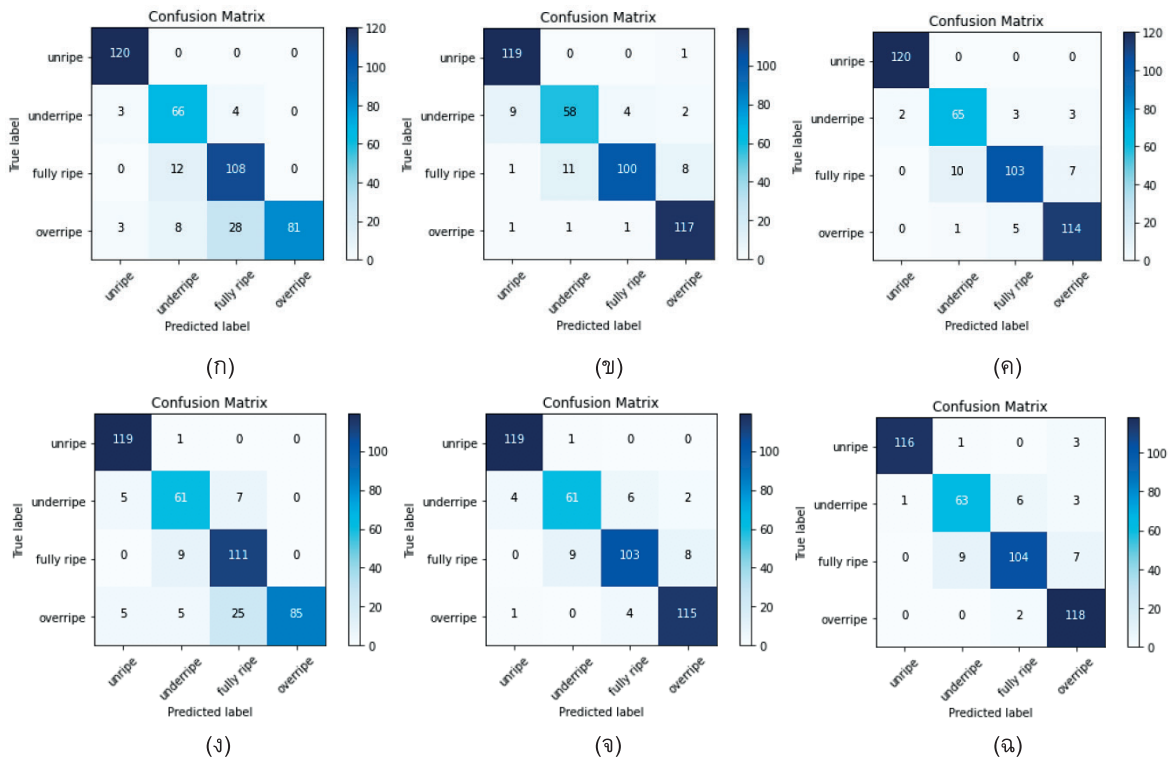 Confusion Matrix
True label
unripe 120 0 0 0
underripe 3 66 4 0
fully ripe 0 12 108 0
overripe 3 8 28 81
unripe underripe fully ripe overripe
Predicted label
120
100
80
60
40
20
0
(ก)
Confusion Matrix
True label
unripe 119 0 0 1
underripe 9 58 4 2
fully ripe 1 11 100 8
overripe 1 1 1 117
unripe underripe fully ripe overripe
Predicted label
100
80
60
40
20
0
(ข)
Confusion Matrix
True label
unripe 120 0 0 0
underripe 2 65 3 3
fully ripe 0 10 103 7
overripe 0 1 5 114
unripe underripe fully ripe overripe
Predicted label
120
100
80
60
40
20
0
(ค)
Confusion Matrix
True label
unripe 119 1 0 0
underripe 5 61 7 0
fully ripe 0 9 111 0
overripe 5 5 25 85
unripe underripe fully ripe overripe
Predicted label
100
80
60
40
20
0
(ง)
Confusion Matrix
True label
unripe 119 1 0 0
underripe 4 61 6 2
fully ripe 0 9 103 8
overripe 1 0 4 115
unripe underripe fully ripe overripe
Predicted label
100
80
60
40
20
0
(จ)
Confusion Matrix
True label
unripe 116 1 0 3
underripe 1 63 6 3
fully ripe 0 9 104 7
overripe 0 0 2 118
unripe underripe fully ripe overripe
Predicted label
100
80
60
40
20
0
(ฉ)